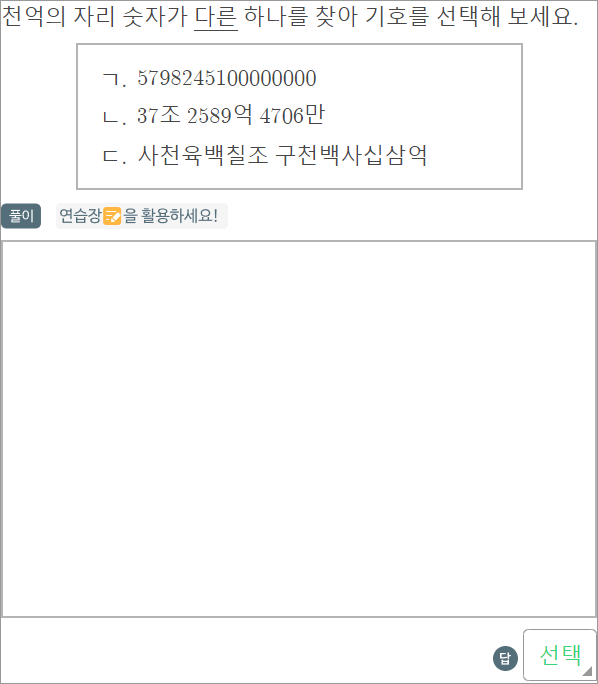 천억의 자리 숫자가 다른 하나를 찾아 기호를 선택해 보세요.
ㄱ. 5798245100000000
ㄴ. 37조 2589억 4706만
ㄷ. 사천육백칠조 구천백사십삼억
풀이 연습장을 활용하세요!
답 선택